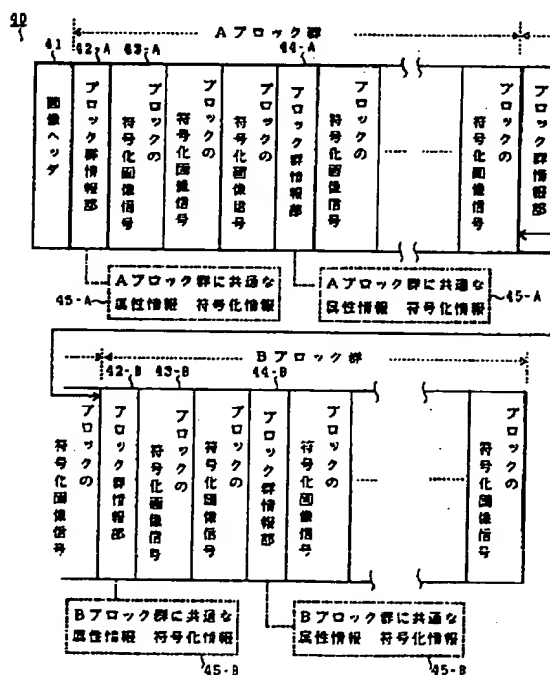 40
Aブロック群
41
42-A
43-A
44-A
画像ヘッダ
ブロック群情報部
ブロックの
符号化画像信号
ブロックの
符号化画像信号
ブロックの
符号化画像信号
ブロック群情報部
ブロックの
符号化画像信号
ブロックの
符号化画像信号
ブロック群情報部
Aブロック群に共通な
属性情報 符号化情報
45-A
Aブロック群に共通な
属性情報 符号化情報
45-A
Bブロック群
42-B
43-B
44-B
ブロックの
符号化画像信号
ブロック群情報部
ブロックの
符号化画像信号
ブロックの
符号化画像信号
ブロック群情報部
ブロックの
符号化画像信号
ブロックの
符号化画像信号
Bブロック群に共通な
属性情報 符号化情報
45-B
Bブロック群に共通な
属性情報 符号化情報
45-B